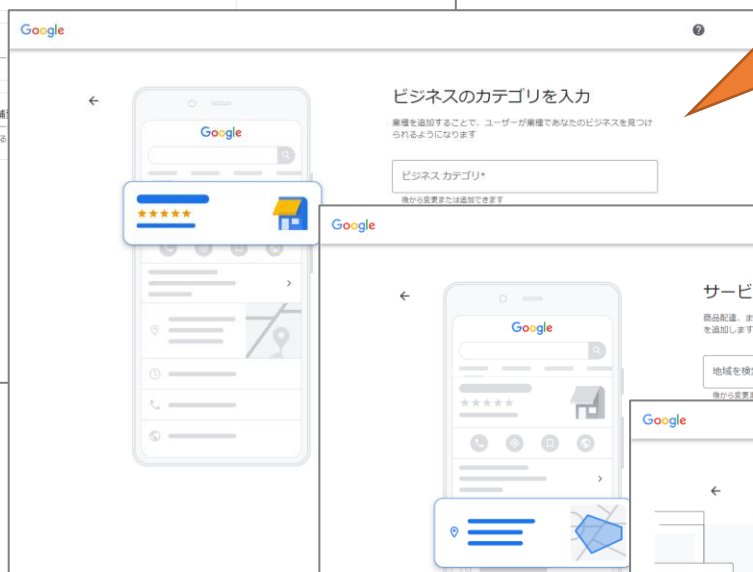 Google
ビジネスのカテゴリを入力
業種を追加することで、ユーザーが業種であなたのビジネスを見つけ
られるようになります
ビジネス カテゴリ*
後から変更または追加できます
Google
Google
サービ
商品配達、ま
を追加します
地域を検
後から変更
Google
Google